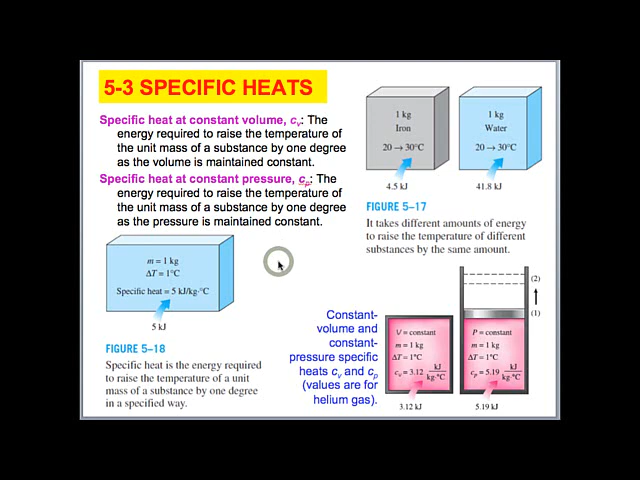 5-3 SPECIFIC HEATS
Specific heat at constant volume, cᵥ: The
energy required to raise the temperature of
the unit mass of a substance by one degree
as the volume is maintained constant.
Specific heat at constant pressure, cₚ: The
energy required to raise the temperature of
the unit mass of a substance by one degree
as the pressure is maintained constant.
m = 1 kg
ΔT = 1°C
Specific heat = 5 kJ/kg·°C
5 kJ
FIGURE 5–18
Specific heat is the energy required
to raise the temperature of a unit
mass of a substance by one degree
in a specified way.
1 kg
Iron
20 → 30°C
4.5 kJ
1 kg
Water
20 → 30°C
41.8 kJ
FIGURE 5–17
It takes different amounts of energy
to raise the temperature of different
substances by the same amount.
Constant-
volume and
constant-
pressure specific
heats cᵥ and cₚ
(values are for
helium gas).
V = constant
m = 1 kg
ΔT = 1°C
cᵥ = 3.12 kJ/kg·°C
3.12 kJ
(2)
(1)
P = constant
m = 1 kg
ΔT = 1°C
cₚ = 5.19 kJ/kg·°C
5.19 kJ